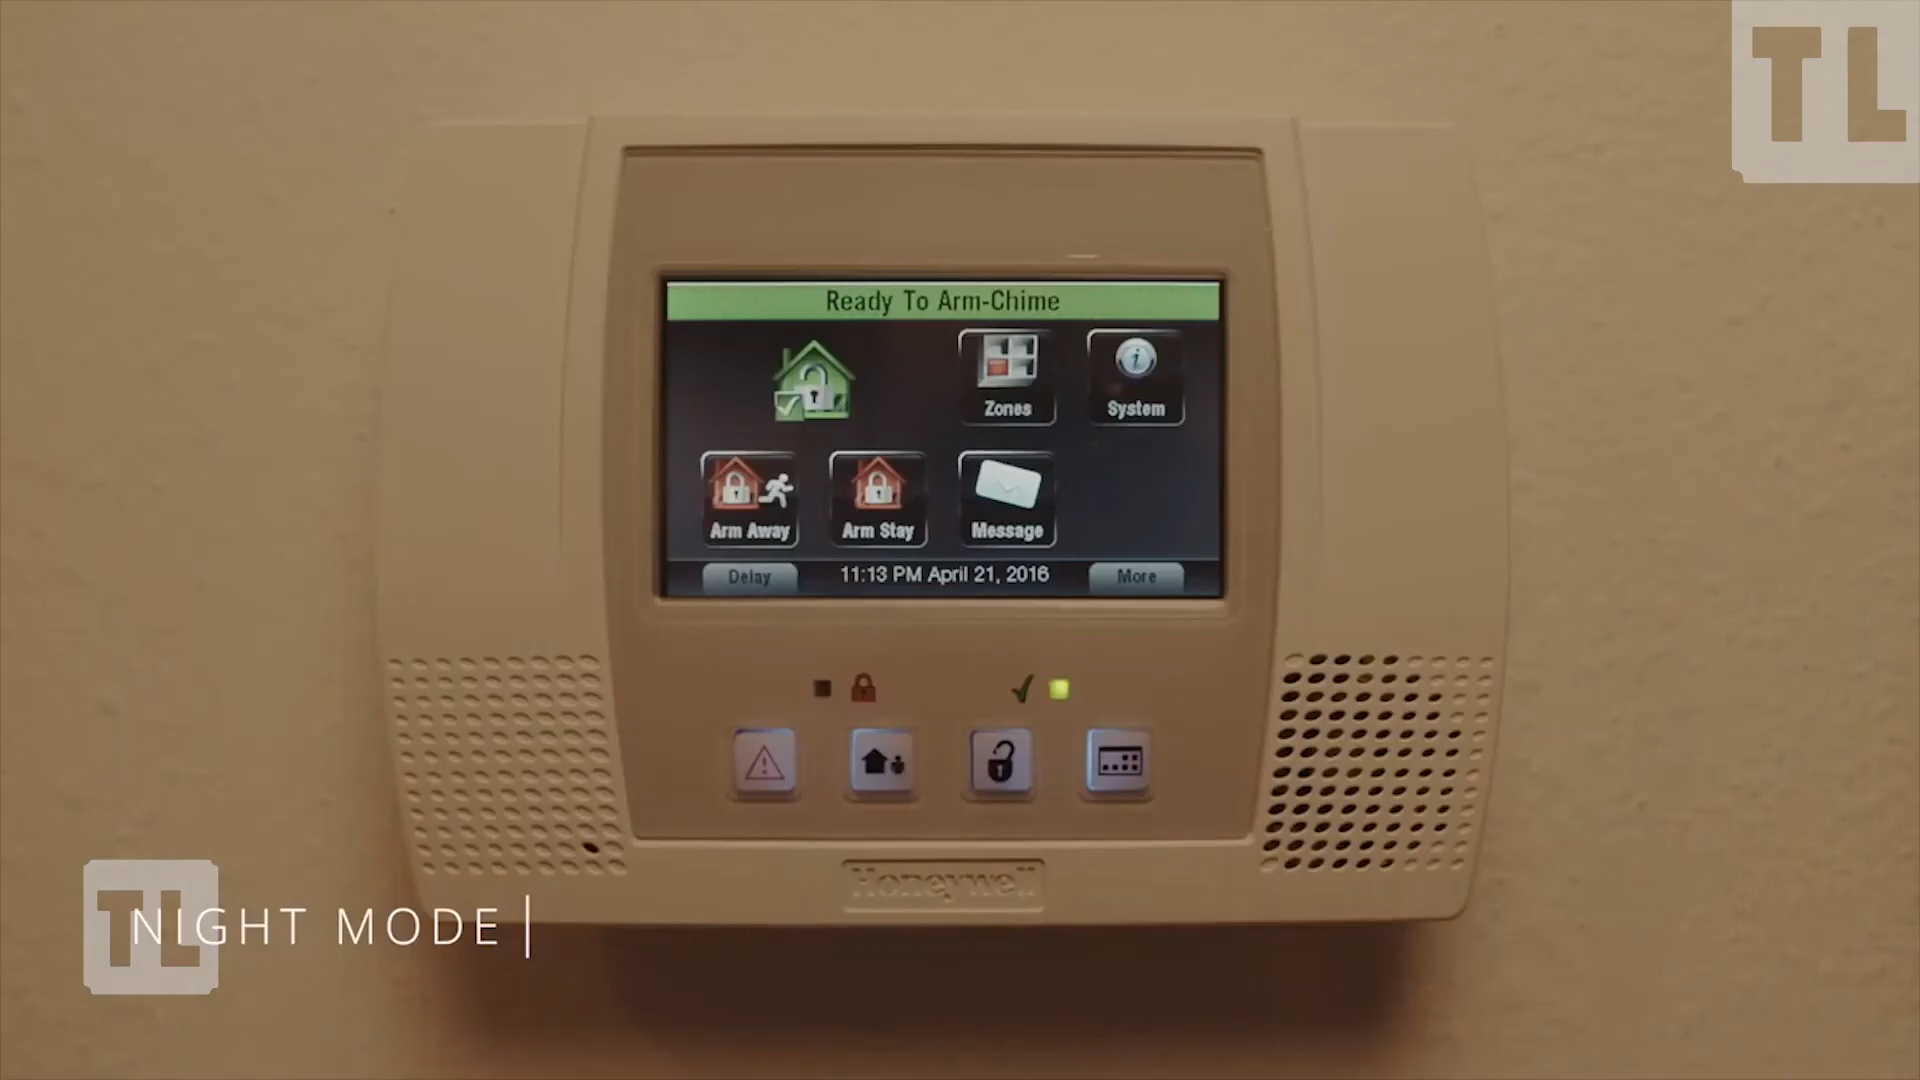 TL
Ready To Arm-Chime
Zones
System
Arm Away
Arm Stay
Message
Delay
11:13 PM April 21, 2016
More
Honeywell
TL
NIGHT MODE